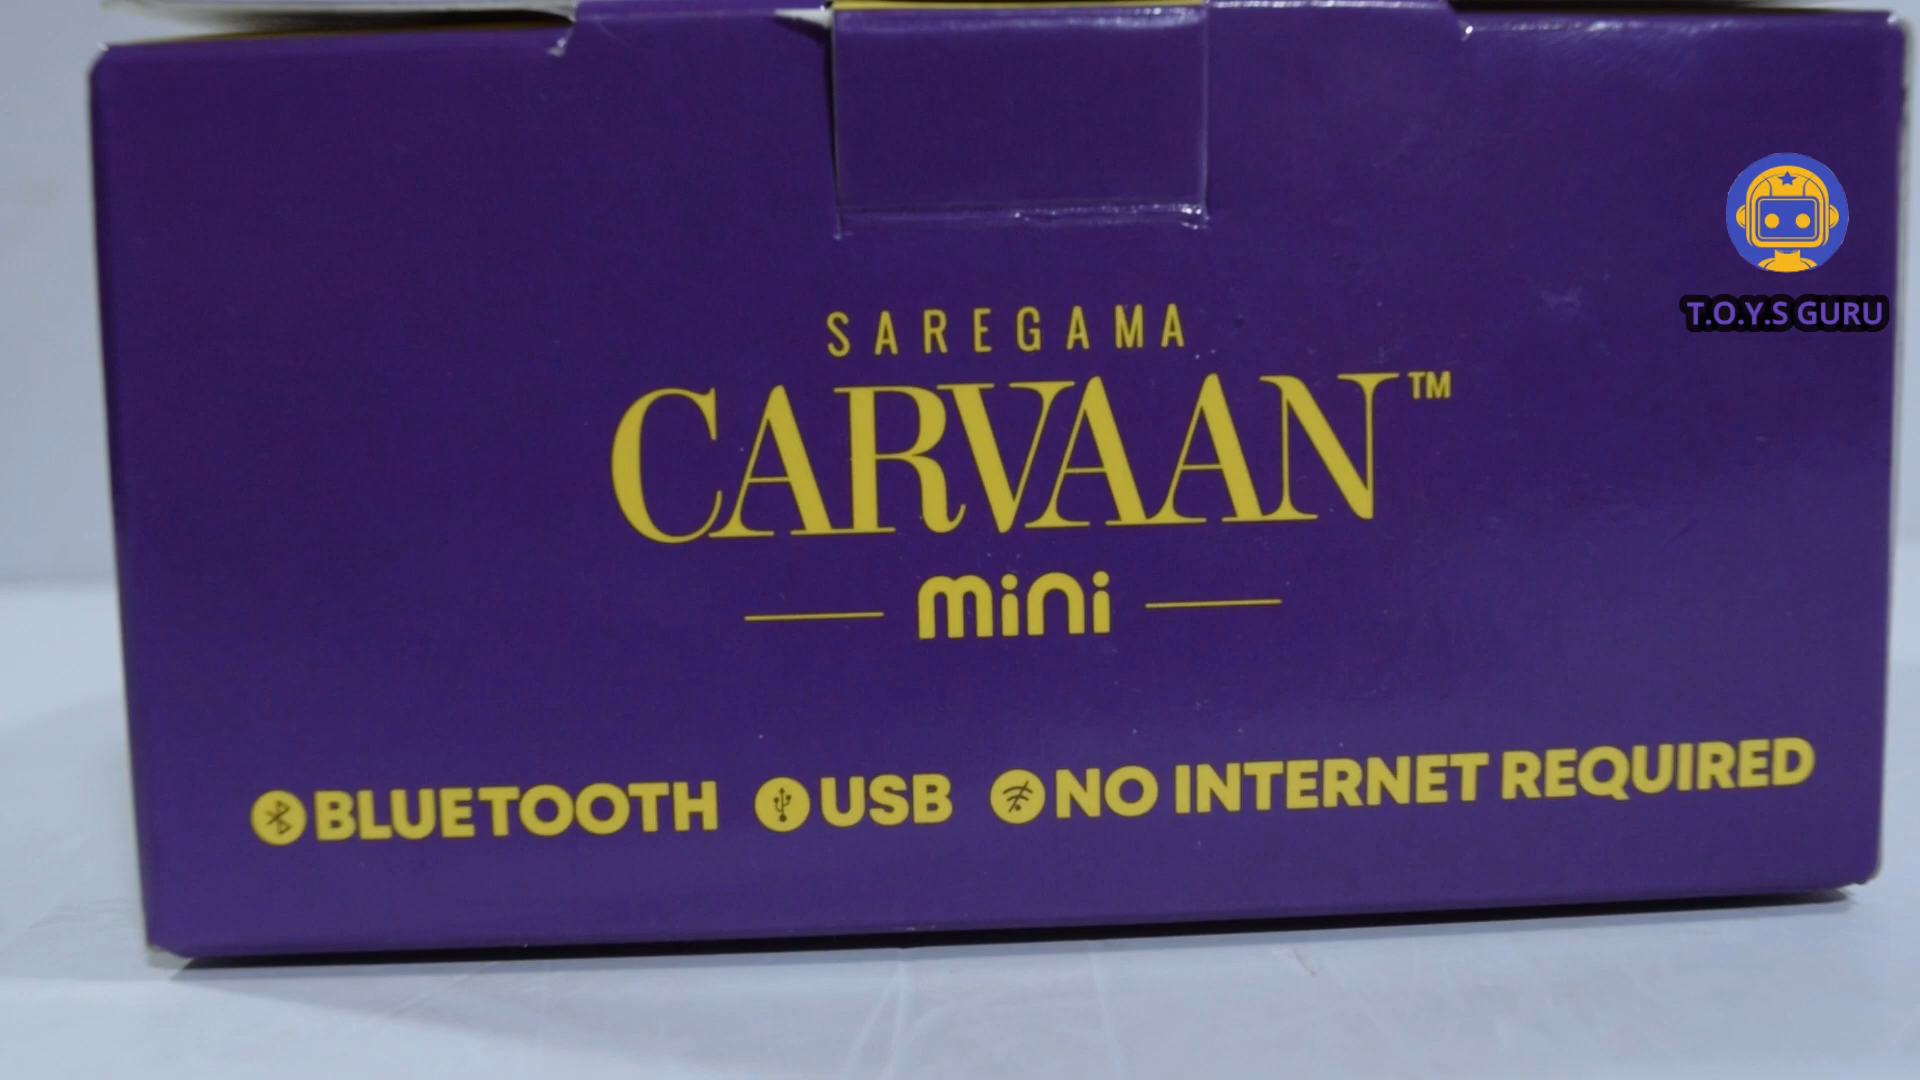 SAREGAMA
CARVAAN™
mini
BLUETOOTH USB NO INTERNET REQUIRED
T.O.Y.S GURU